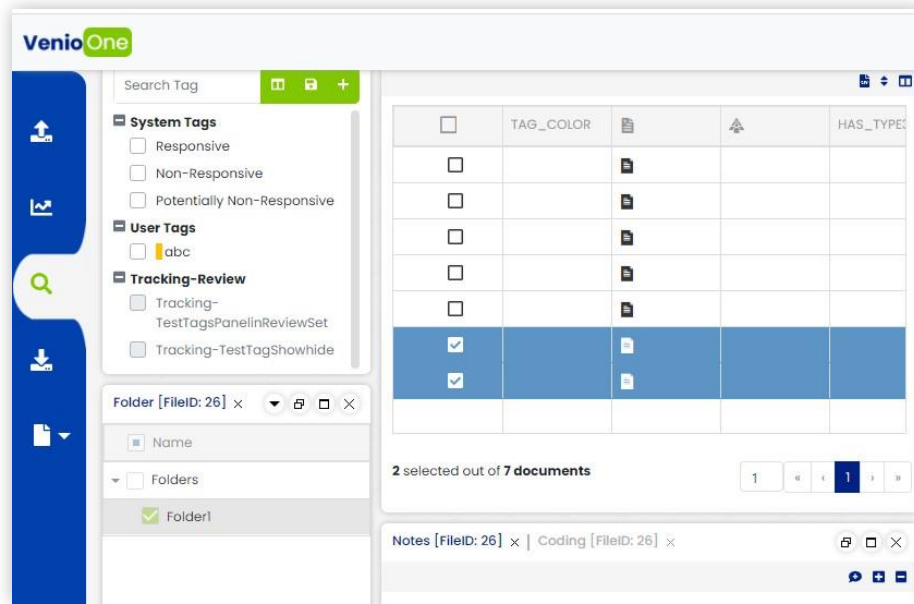 VenioOne
Search Tag
System Tags
Responsive
Non-Responsive
Potentially Non-Responsive
User Tags
abc
Tracking-Review
Tracking-
TestTagsPanelinReviewSet
Tracking-TestTagShowhide
TAG_COLOR HAS_TYPE
2 selected out of 7 documents
1 « ‹ 1 › »
Folder [FileID: 26] ×
Name
Folders
Folder1
Notes [FileID: 26] × | Coding [FileID: 26] ×